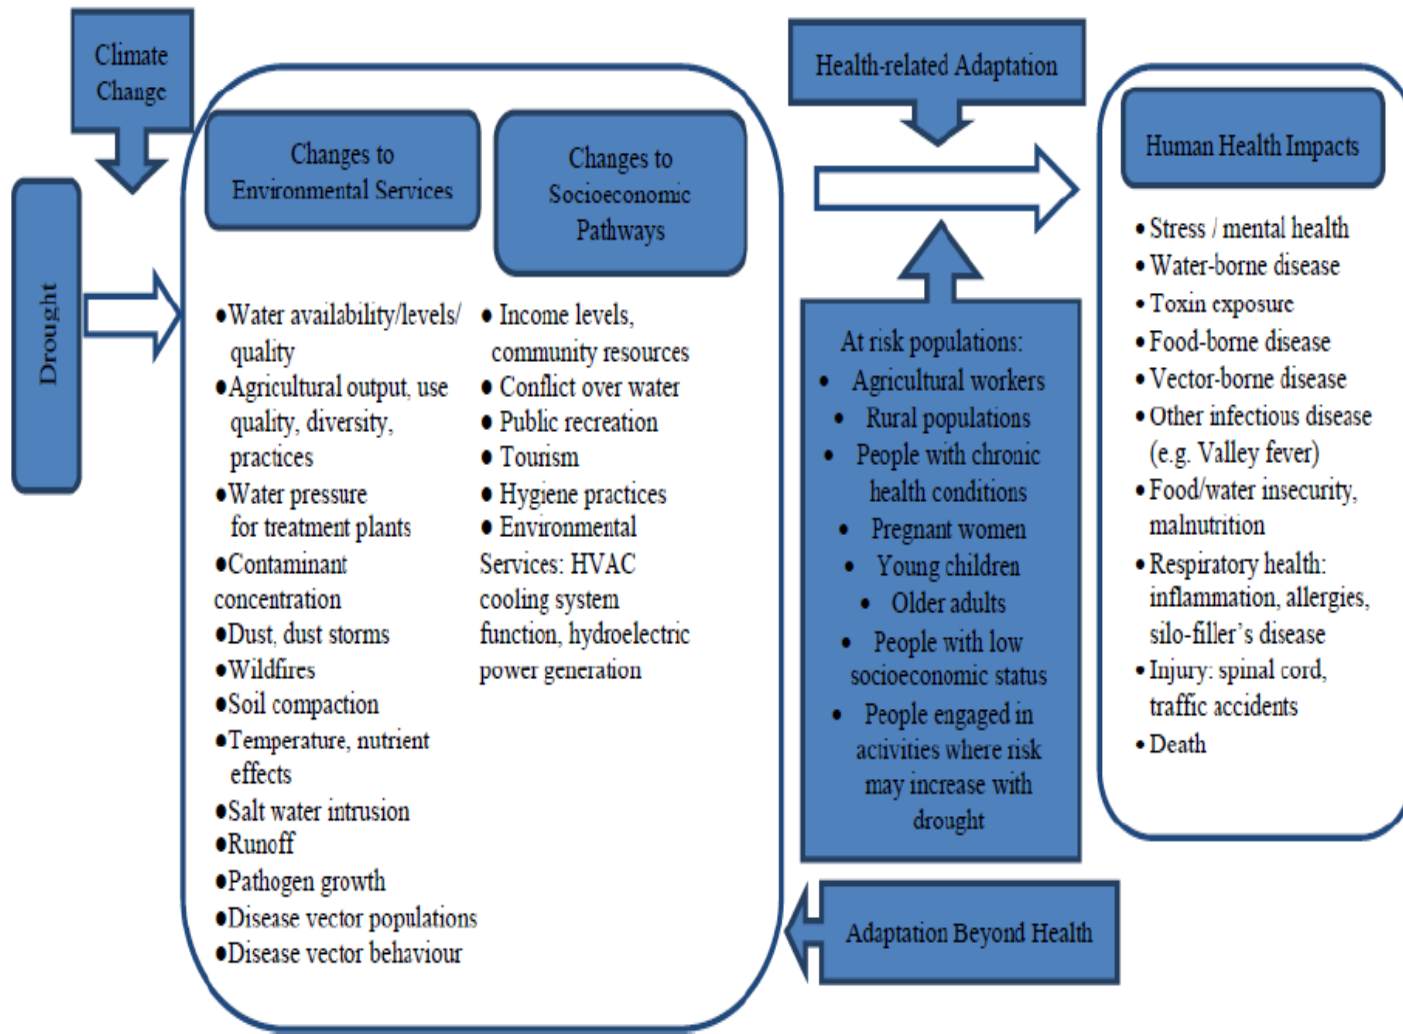 Climate
Change
Drought
Changes to
Environmental Services
●Water availability/levels/
quality
●Agricultural output, use
quality, diversity,
practices
●Water pressure
for treatment plants
●Contaminant
concentration
●Dust, dust storms
●Wildfires
●Soil compaction
●Temperature, nutrient
effects
●Salt water intrusion
●Runoff
●Pathogen growth
●Disease vector populations
●Disease vector behaviour
Changes to
Socioeconomic
Pathways
● Income levels,
community resources
● Conflict over water
● Public recreation
● Tourism
● Hygiene practices
● Environmental
Services: HVAC
cooling system
function, hydroelectric
power generation
Health-related Adaptation
At risk populations:
• Agricultural workers
• Rural populations
• People with chronic
health conditions
• Pregnant women
• Young children
• Older adults
• People with low
socioeconomic status
• People engaged in
activities where risk
may increase with
drought
Adaptation Beyond Health
Human Health Impacts
• Stress / mental health
• Water-borne disease
• Toxin exposure
• Food-borne disease
• Vector-borne disease
• Other infectious disease
(e.g. Valley fever)
• Food/water insecurity,
malnutrition
• Respiratory health:
inflammation, allergies,
silo-filler’s disease
• Injury: spinal cord,
traffic accidents
• Death